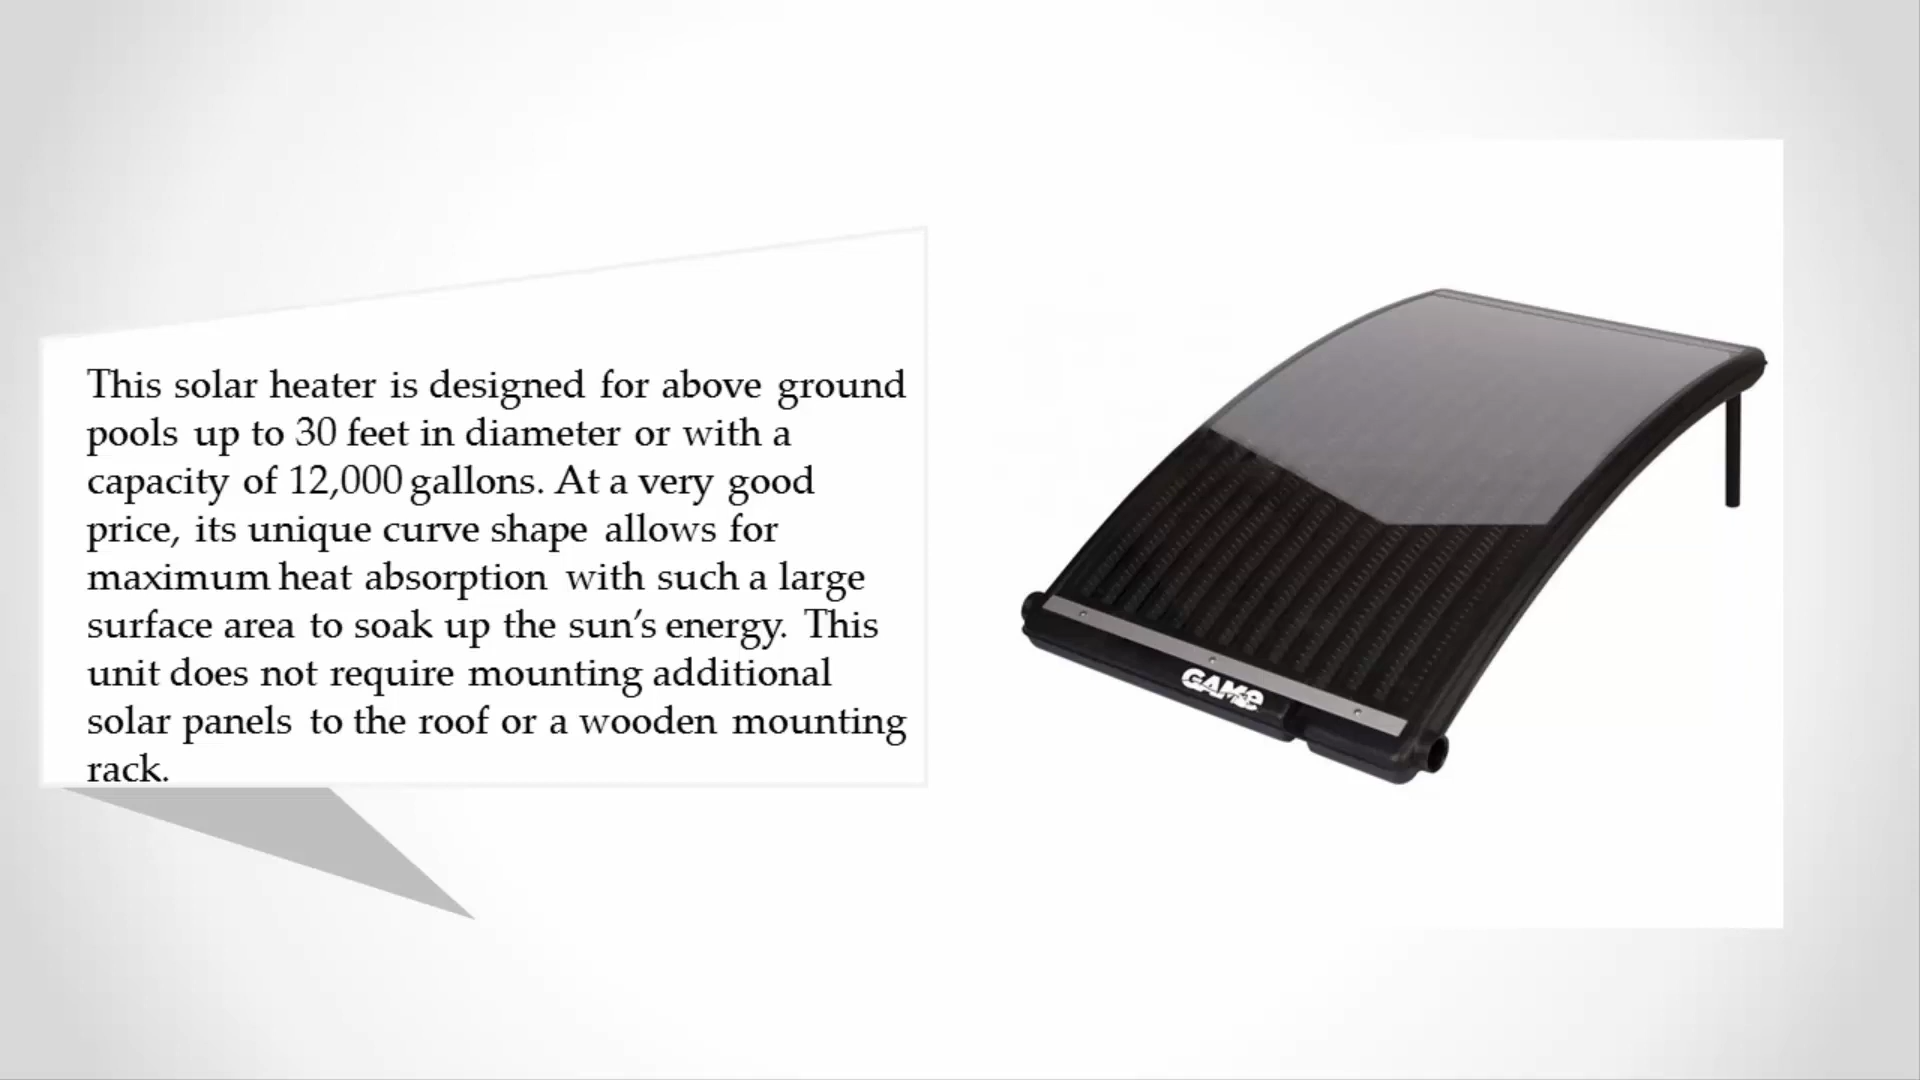 This solar heater is designed for above ground
pools up to 30 feet in diameter or with a
capacity of 12,000 gallons. At a very good
price, its unique curve shape allows for
maximum heat absorption with such a large
surface area to soak up the sun’s energy. This
unit does not require mounting additional
solar panels to the roof or a wooden mounting
rack.
GAMe